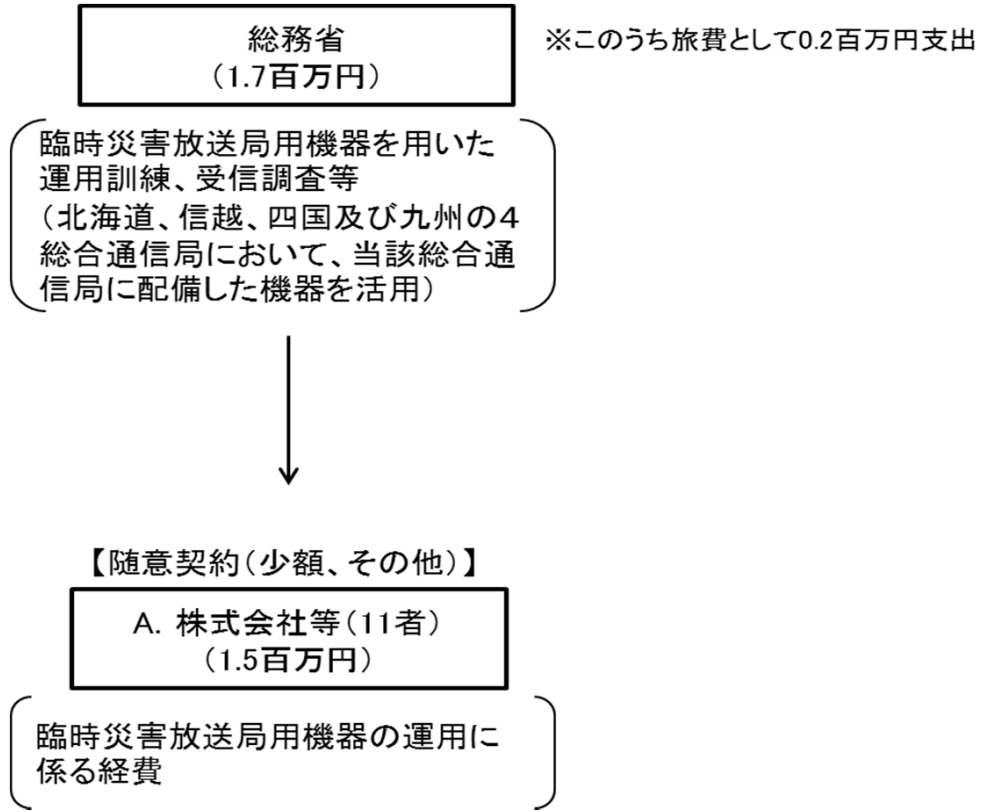 総務省
（1.7百万円）
※このうち旅費として0.2百万円支出
臨時災害放送局用機器を用いた
運用訓練、受信調査等
（北海道、信越、四国及び九州の４
総合通信局において、当該総合通
信局に配備した機器を活用）
【随意契約（少額、その他）】
A．株式会社等（11者）
（1.5百万円）
臨時災害放送局用機器の運用に
係る経費